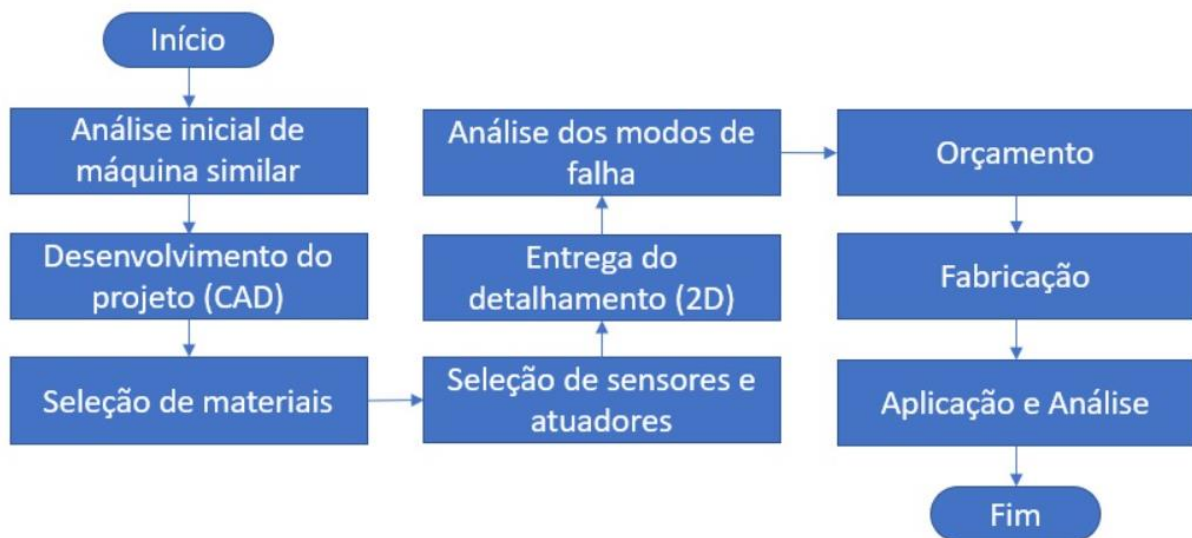 Início
Análise inicial de
máquina similar
Desenvolvimento do
projeto (CAD)
Seleção de materiais
Seleção de sensores e
atuadores
Entrega do
detalhamento (2D)
Análise dos modos de
falha
Orçamento
Fabricação
Aplicação e Análise
Fim